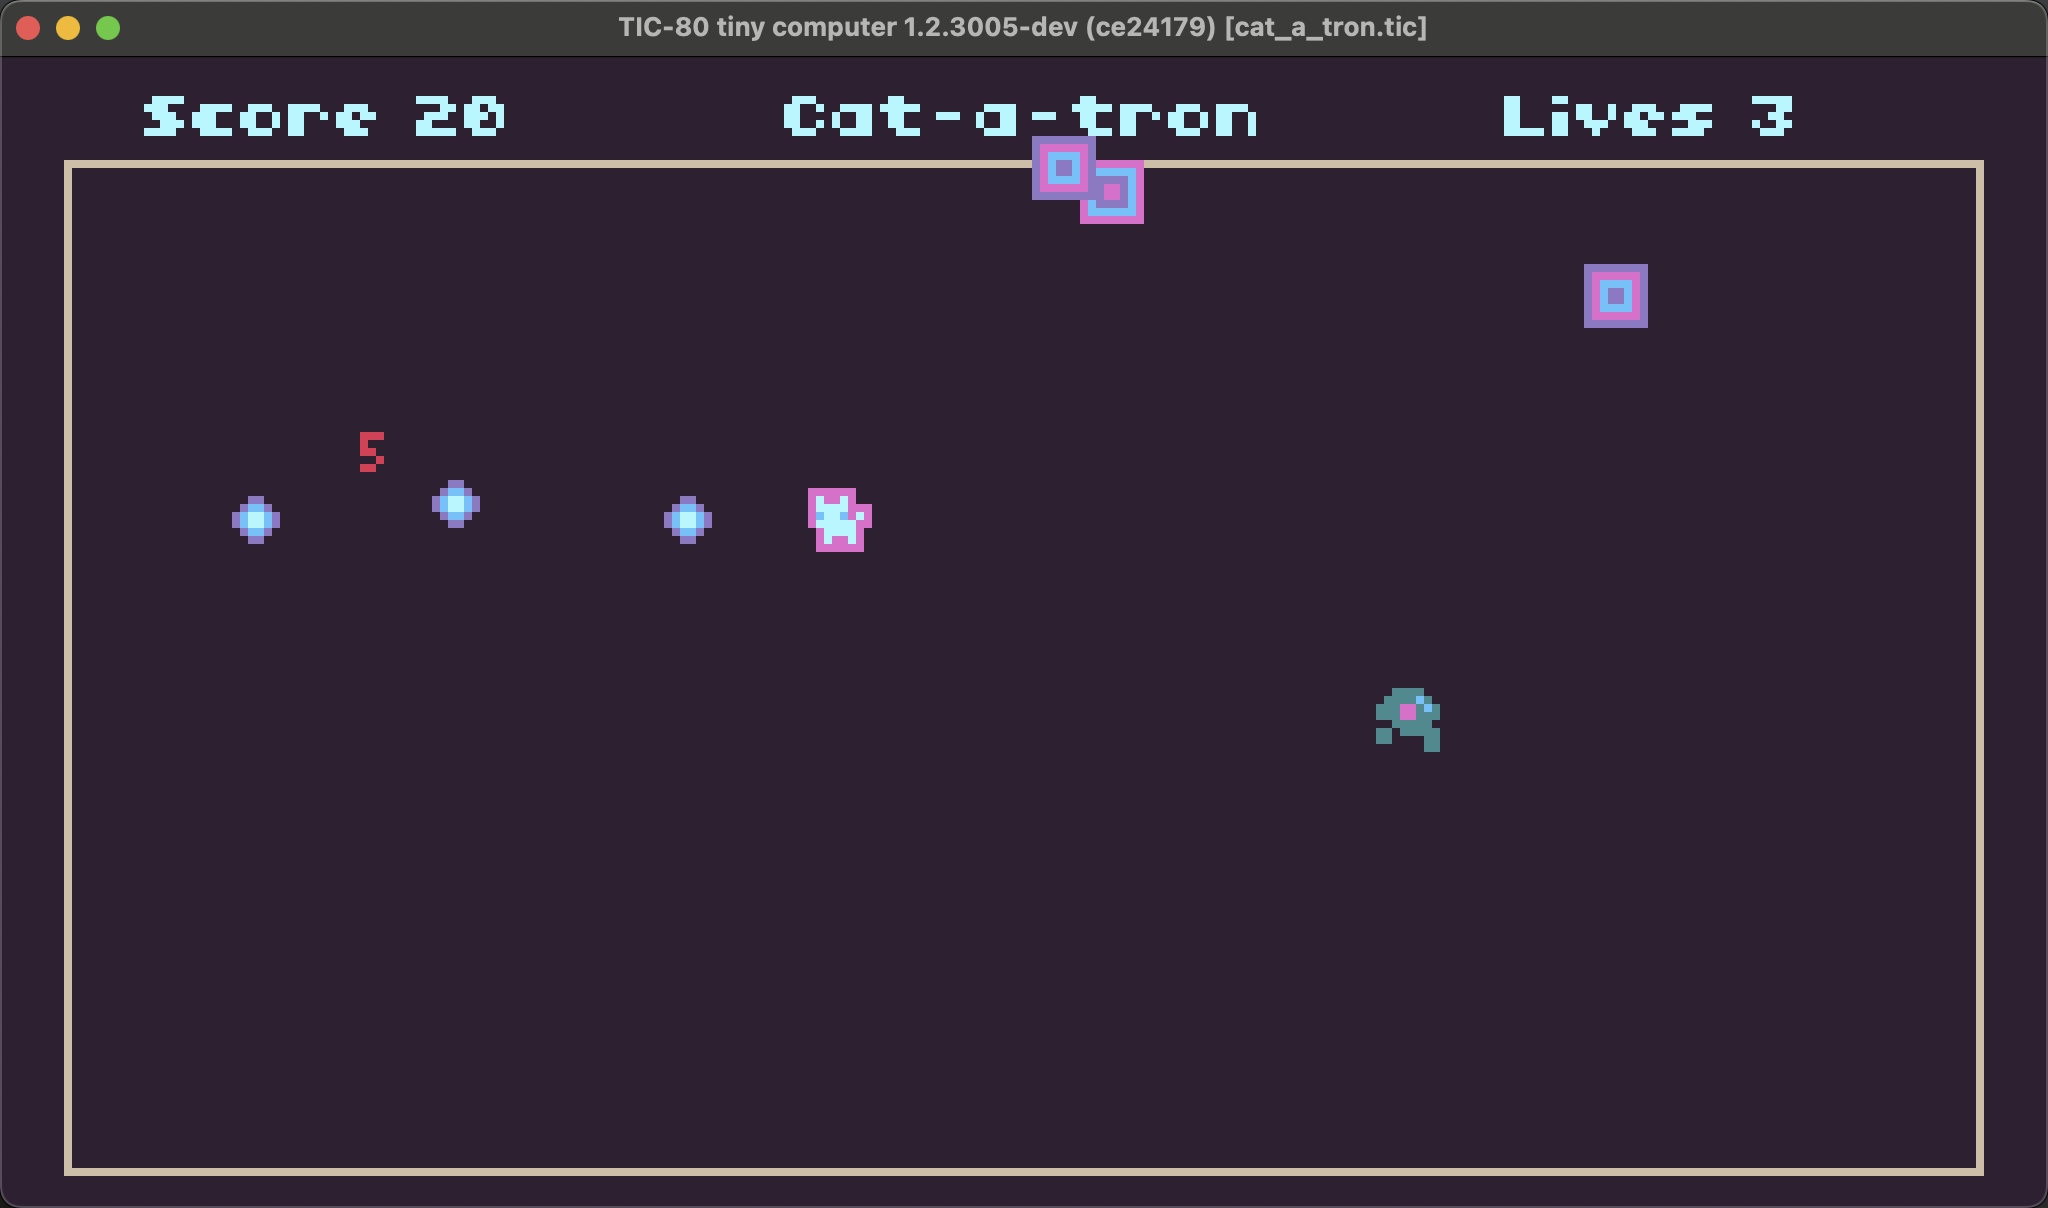 TIC-80 tiny computer 1.2.3005-dev (ce24179) [cat_a_tron.tic]
Score 20 Cat-a-tron Lives 3
5